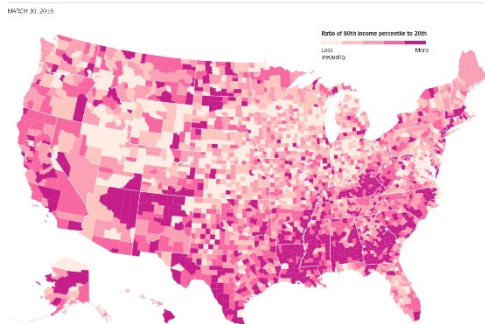 MARCH 30, 2015
Ratio of 80th income percentile to 20th
Less
More
inequality